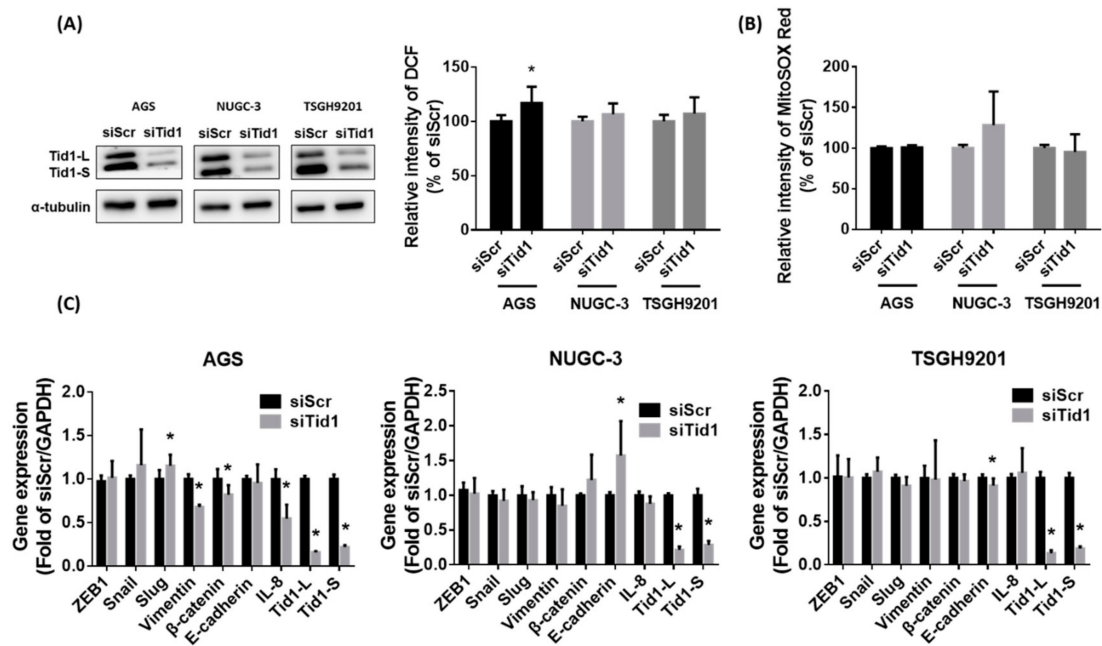 (A)
AGS NUGC-3 TSGH9201
siScr siTid1 siScr siTid1 siScr siTid1
Tid1-L
Tid1-S
α-tubulin
Relative intensity of DCF
(% of siScr)
150
100
50
0
*
siScr siTid1 siScr siTid1 siScr siTid1
AGS NUGC-3 TSGH9201
(B)
Relative intensity of MitoSOX Red
(% of siScr)
200
150
100
50
0
siScr siTid1 siScr siTid1 siScr siTid1
AGS NUGC-3 TSGH9201
(C)
AGS
Gene expression
(Fold of siScr/GAPDH)
2.0
1.5
1.0
0.5
0.0
siScr
siTid1
* * * * * *
ZEB1 Snail Slug Vimentin β-catenin E-cadherin IL-8 Tid1-L Tid1-S
NUGC-3
Gene expression
(Fold of siScr/GAPDH)
2.5
2.0
1.5
1.0
0.5
0.0
siScr
siTid1
* * *
ZEB1 Snail Slug Vimentin β-catenin E-cadherin IL-8 Tid1-L Tid1-S
TSGH9201
Gene expression
(Fold of siScr/GAPDH)
2.0
1.5
1.0
0.5
0.0
siScr
siTid1
* * *
ZEB1 Snail Slug Vimentin β-catenin E-cadherin IL-8 Tid1-L Tid1-S